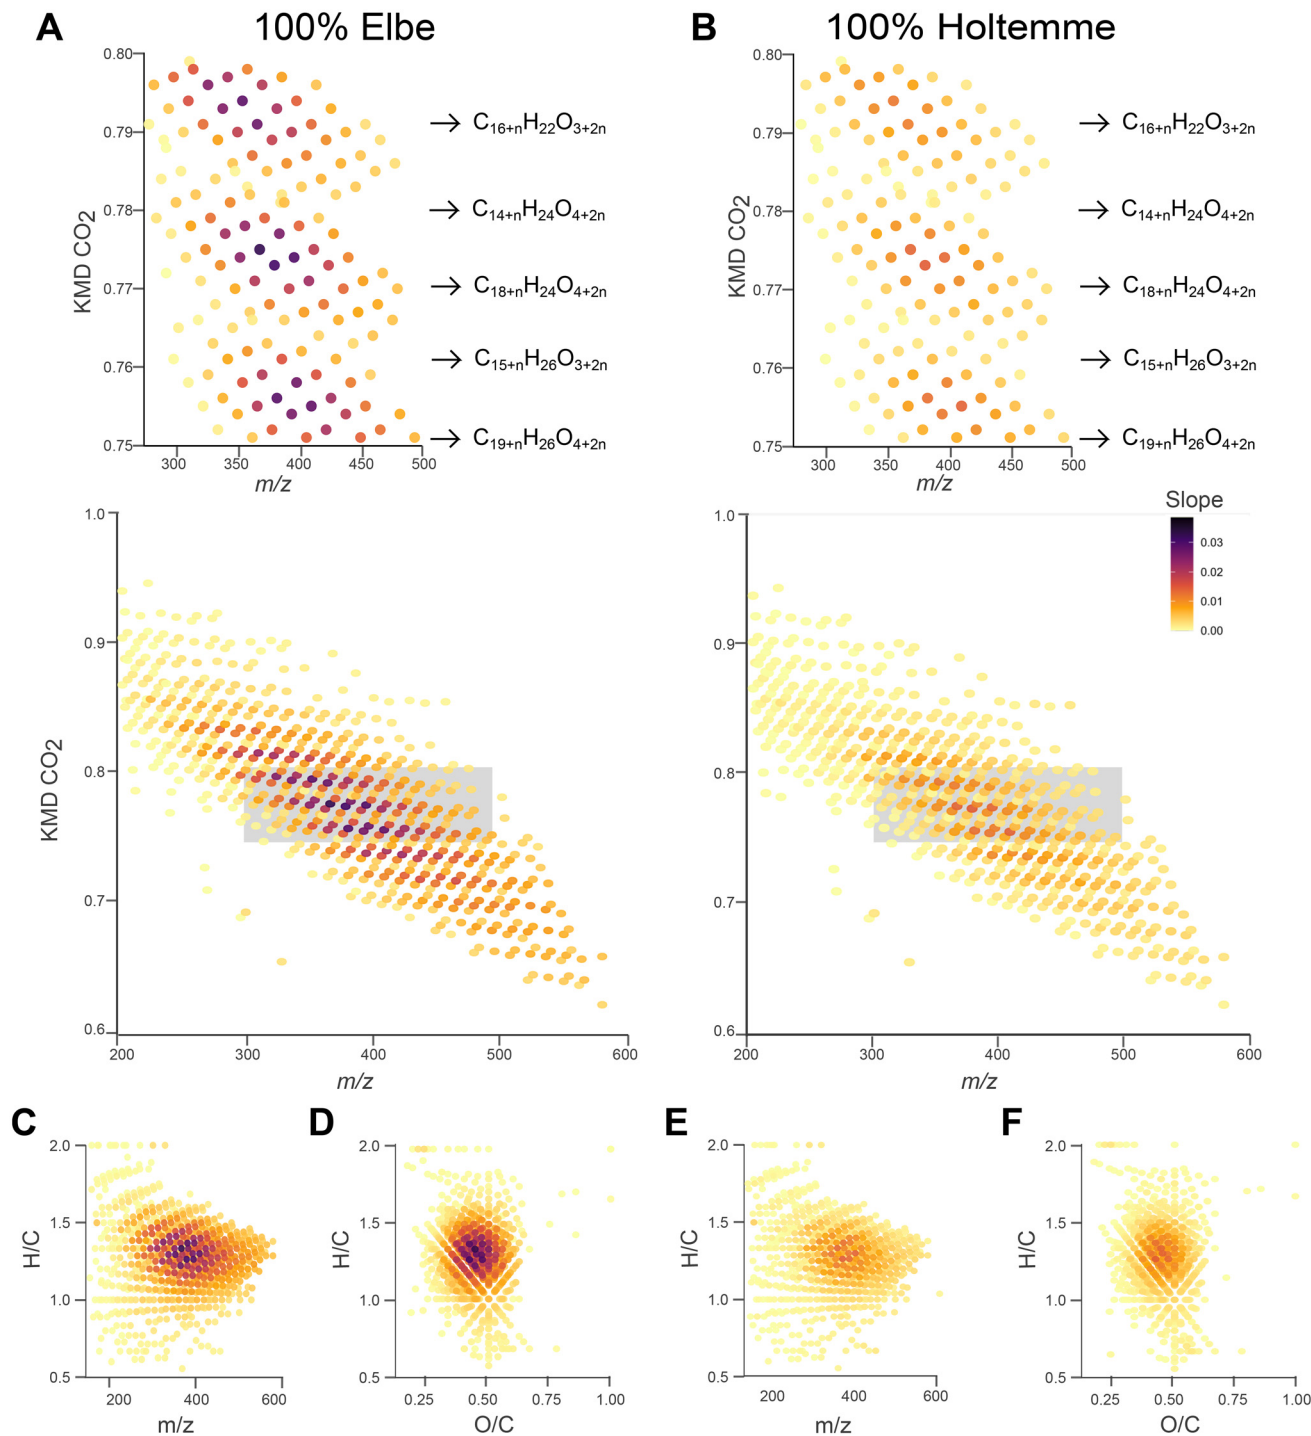 A
100% Elbe
B
100% Holtemme
0.80
0.79
0.78
0.77
0.76
0.75
KMD CO2
300
350
400
450
500
m/z
C16+nH22O3+2n
C14+nH24O4+2n
C18+nH24O4+2n
C15+nH26O3+2n
C19+nH26O4+2n
0.80
0.79
0.78
0.77
0.76
0.75
KMD CO2
300
350
400
450
500
m/z
C16+nH22O3+2n
C14+nH24O4+2n
C18+nH24O4+2n
C15+nH26O3+2n
C19+nH26O4+2n
1.0
0.9
0.8
0.7
0.6
KMD CO2
200
300
400
500
600
m/z
1.0
0.9
0.8
0.7
0.6
KMD CO2
200
300
400
500
600
m/z
Slope
0.03
0.02
0.01
0.00
C
2.0
1.5
1.0
0.5
H/C
200
400
600
m/z
D
2.0
1.5
1.0
0.5
H/C
0.25
0.50
0.75
1.00
O/C
E
2.0
1.5
1.0
0.5
H/C
200
400
600
m/z
F
2.0
1.5
1.0
0.5
H/C
0.25
0.50
0.75
1.00
O/C